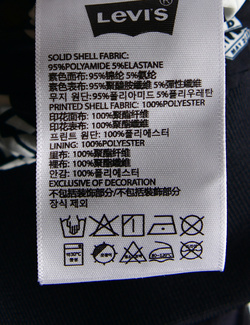 LEVI'S
SOLID SHELL FABRIC:
95%POLYAMIDE 5%ELASTANE
素色面布:95%锦纶 5%氨纶
素色表布:95%聚醯胺纖維 5%彈性纖維
무지 원단:95%폴리아미드 5%폴리우레탄
PRINTED SHELL FABRIC: 100%POLYESTER
印花面布: 100%聚酯纤维
印花表布: 100%聚酯纖維
프린트 원단: 100%폴리에스터
LINING: 100%POLYESTER
里布: 100%聚酯纤维
裡布: 100%聚酯纖維
안감: 100%폴리에스터
EXCLUSIVE OF DECORATION
不包括装饰部分
不包括裝飾部分/
장식 제외